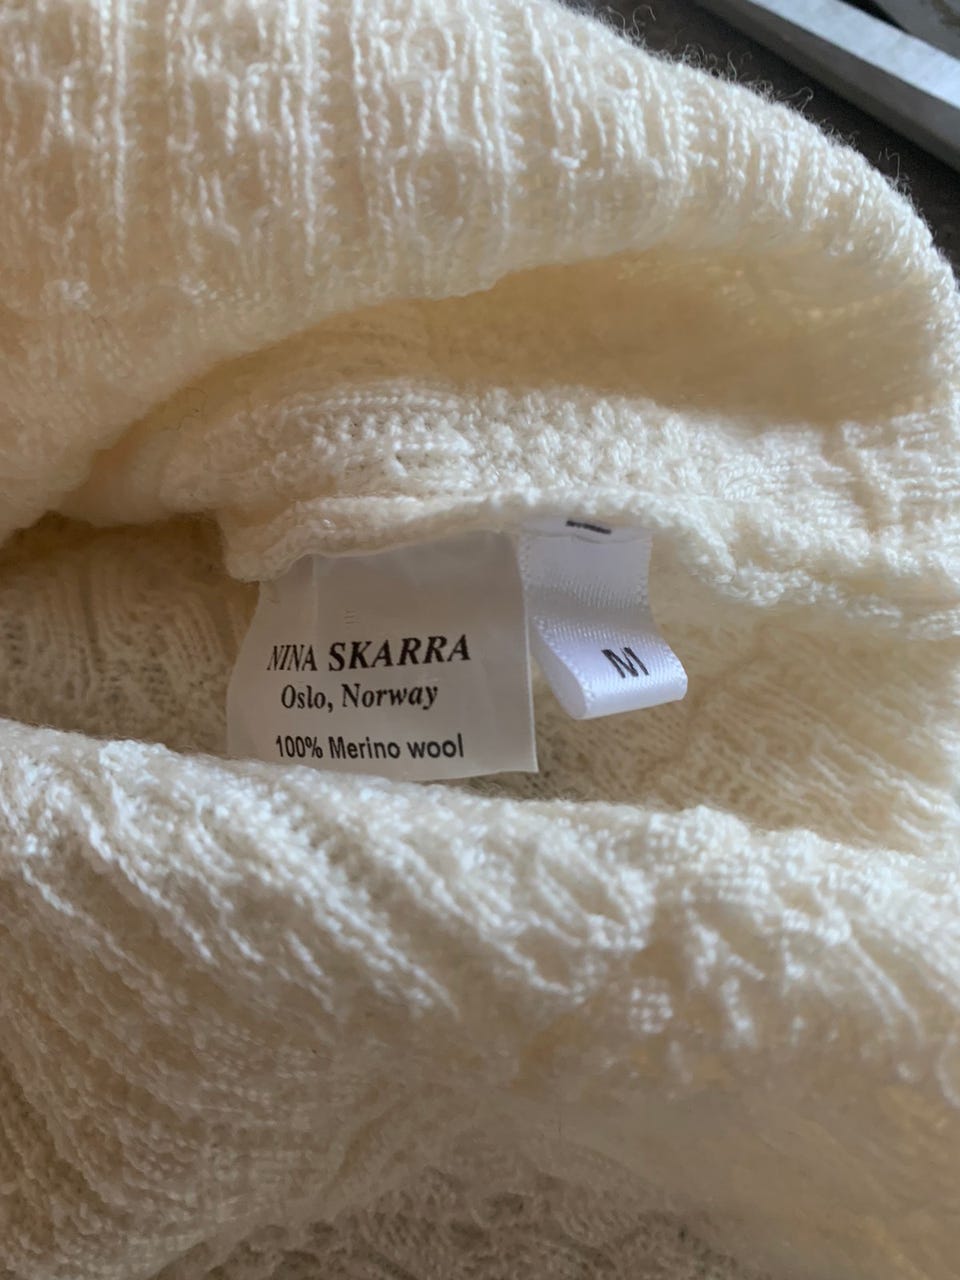 NINA SKARRA
Oslo, Norway
100% Merino wool
M